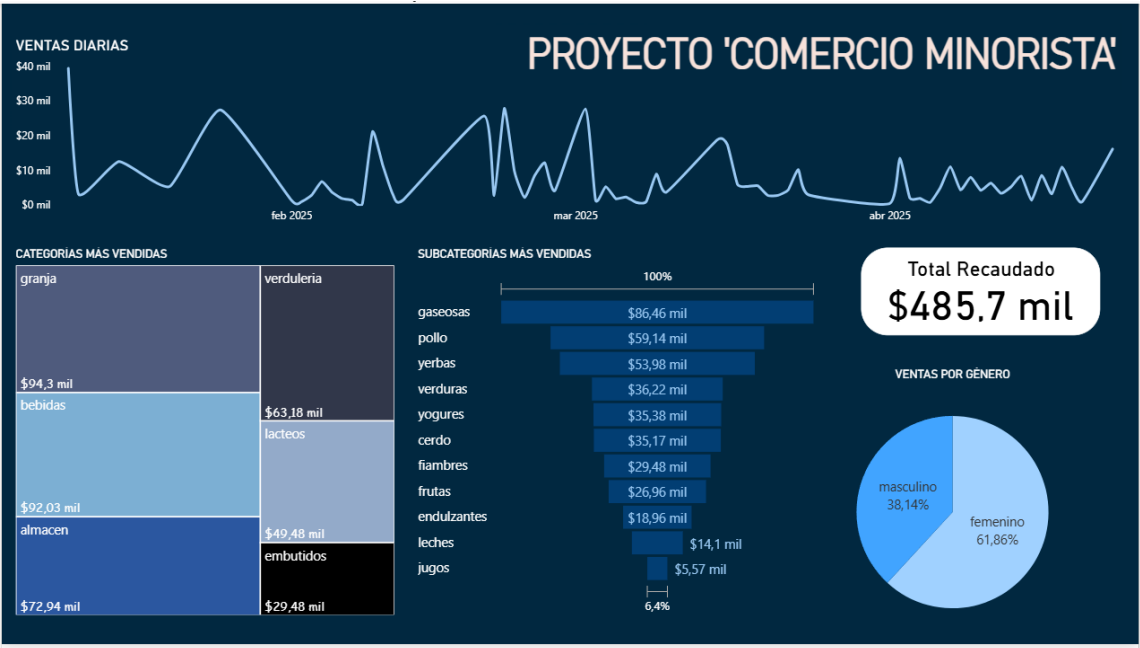 PROYECTO 'COMERCIO MINORISTA'
VENTAS DIARIAS
$40 mil
$30 mil
$20 mil
$10 mil
$0 mil
feb 2025
mar 2025
abr 2025
CATEGORÍAS MÁS VENDIDAS
granja
$94,3 mil
bebidas
$92,03 mil
almacen
$72,94 mil
verduleria
$63,18 mil
lacteos
$49,48 mil
embutidos
$29,48 mil
SUBCATEGORÍAS MÁS VENDIDAS
100%
gaseosas $86,46 mil
pollo $59,14 mil
yerbas $53,98 mil
verduras $36,22 mil
yogures $35,38 mil
cerdo $35,17 mil
fiambres $29,48 mil
frutas $26,96 mil
endulzantes $18,96 mil
leches $14,1 mil
jugos $5,57 mil
6,4%
Total Recaudado
$485,7 mil
VENTAS POR GÉNERO
masculino
38,14%
femenino
61,86%